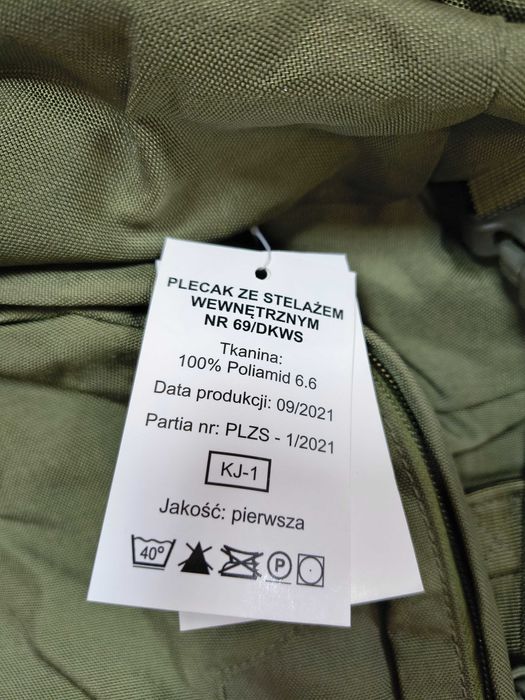 PLECAK ZE STELAŻEM
WEWNĘTRZNYM
NR 69/DKWS
Tkanina:
100% Poliamid 6.6
Data produkcji: 09/2021
Partia nr: PLZS - 1/2021
KJ-1
Jakość: pierwsza
40° P